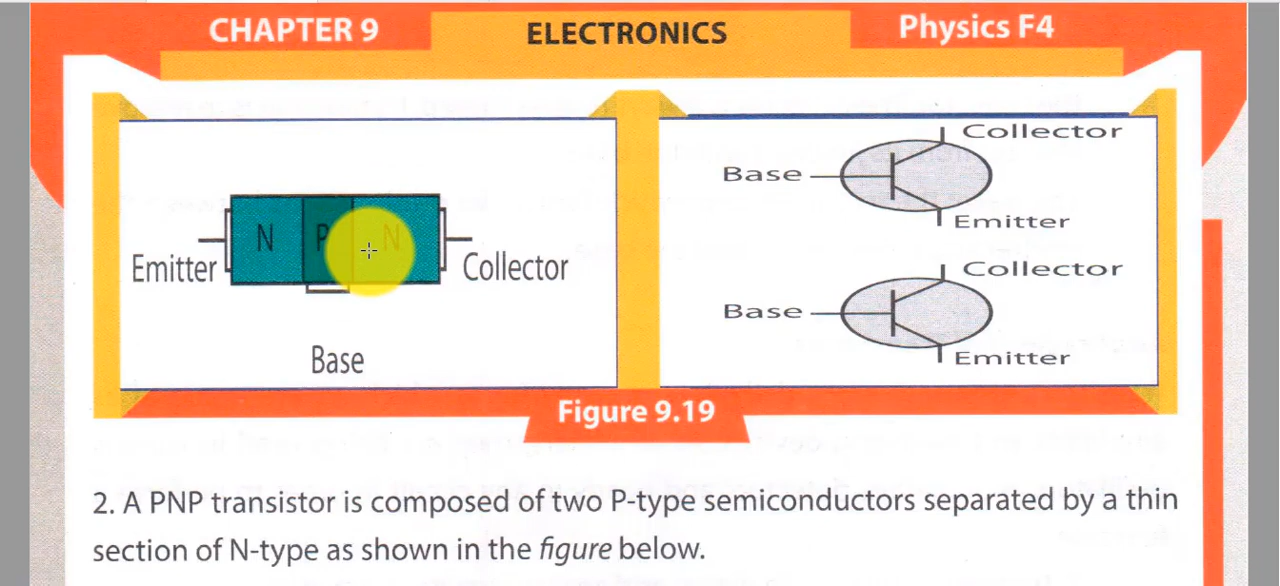 CHAPTER 9
ELECTRONICS
Physics F4
N P N
Emitter
Collector
Base
Collector
Base
Emitter
Collector
Base
Emitter
Figure 9.19
2. A PNP transistor is composed of two P-type semiconductors separated by a thin
section of N-type as shown in the figure below.